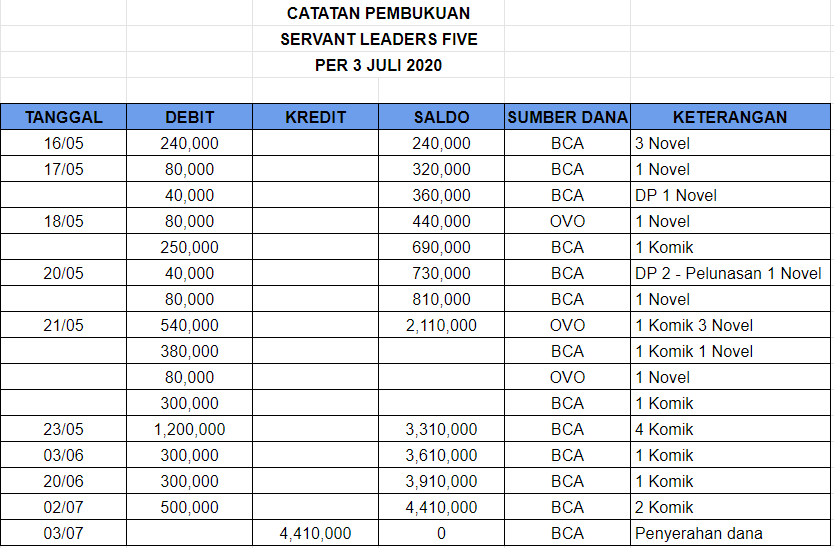 CATATAN PEMBUKUAN
SERVANT LEADERS FIVE
PER 3 JULI 2020
TANGGAL DEBIT KREDIT SALDO SUMBER DANA KETERANGAN
16/05 240,000 240,000 BCA 3 Novel
17/05 80,000 320,000 BCA 1 Novel
40,000 360,000 BCA DP 1 Novel
18/05 80,000 440,000 OVO 1 Novel
250,000 690,000 BCA 1 Komik
20/05 40,000 730,000 BCA DP 2 - Pelunasan 1 Novel
80,000 810,000 BCA 1 Novel
21/05 540,000 2,110,000 OVO 1 Komik 3 Novel
380,000 BCA 1 Komik 1 Novel
80,000 OVO 1 Novel
300,000 BCA 1 Komik
23/05 1,200,000 3,310,000 BCA 4 Komik
03/06 300,000 3,610,000 BCA 1 Komik
20/06 300,000 3,910,000 BCA 1 Komik
02/07 500,000 4,410,000 BCA 2 Komik
03/07 4,410,000 0 BCA Penyerahan dana